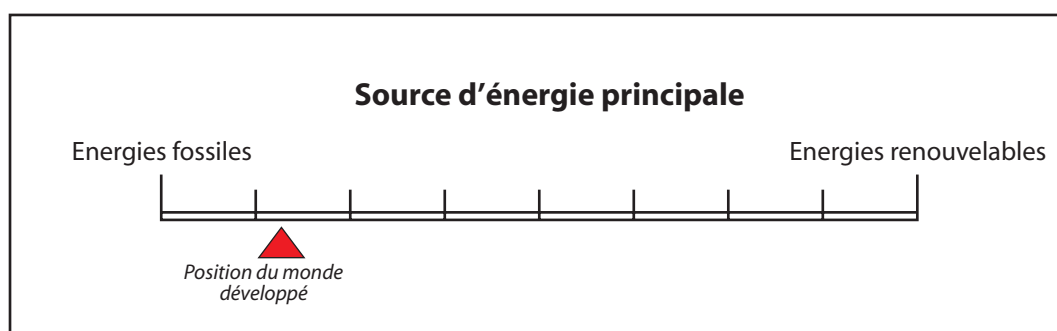 Source d’énergie principale
Energies fossiles
Energies renouvelables
Position du monde
développé